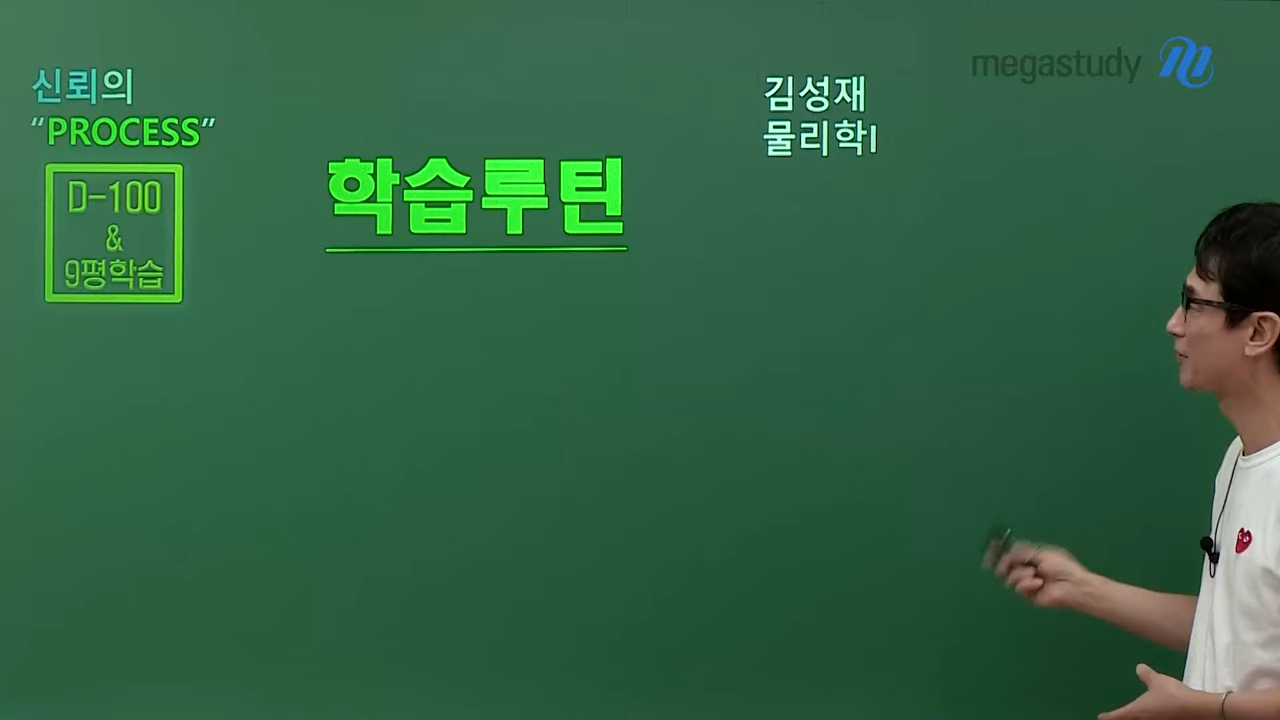 신뢰의
“PROCESS”
D-100
&
9평학습
학습루틴
김성재
물리학I
megastudy